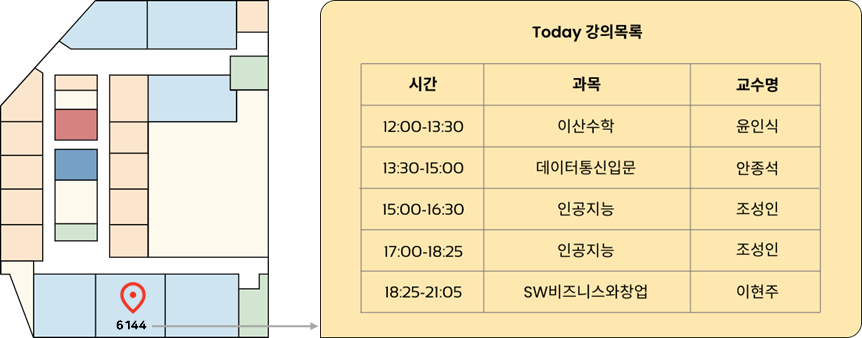 Today 강의목록
시간 과목 교수명
12:00-13:30 이산수학 윤인식
13:30-15:00 데이터통신입문 안종석
15:00-16:30 인공지능 조성인
17:00-18:25 인공지능 조성인
18:25-21:05 SW비즈니스와창업 이현주
6144